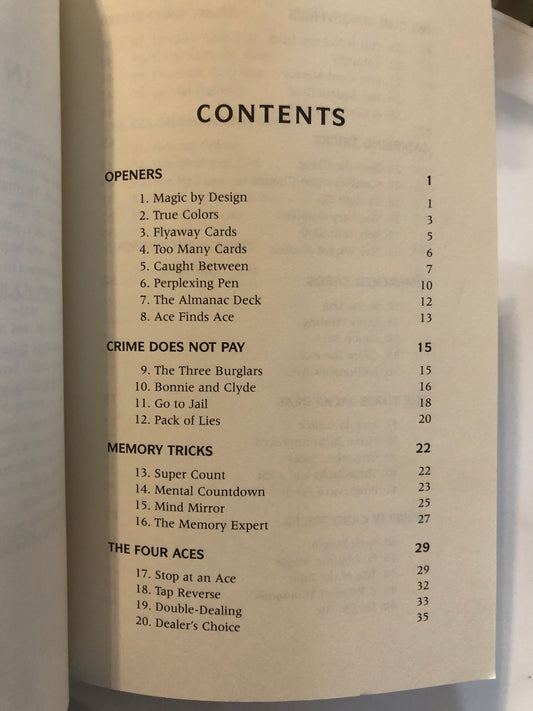 CONTENTS
OPENERS 1
1. Magic by Design 1
2. True Colors 3
3. Flyaway Cards 5
4. Too Many Cards 6
5. Caught Between 7
6. Perplexing Pen 10
7. The Almanac Deck 12
8. Ace Finds Ace 13
CRIME DOES NOT PAY 15
9. The Three Burglars 15
10. Bonnie and Clyde 16
11. Go to Jail 18
12. Pack of Lies 20
MEMORY TRICKS 22
13. Super Count 22
14. Mental Countdown 23
15. Mind Mirror 25
16. The Memory Expert 27
THE FOUR ACES 29
17. Stop at an Ace 29
18. Tap Reverse 32
19. Double-Dealing 33
20. Dealer's Choice 35